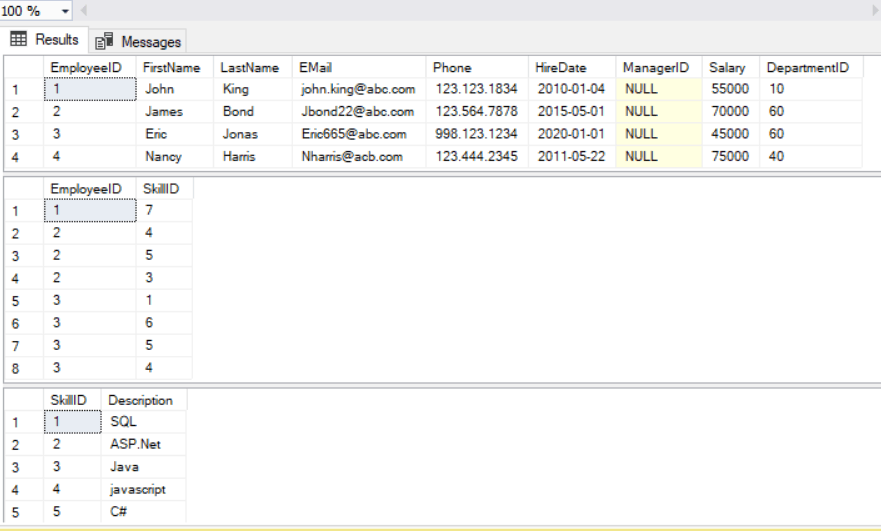 100 %
Results Messages
EmployeeID FirstName LastName EMail Phone HireDate ManagerID Salary DepartmentID
1 1 John King john.king@abc.com 123.123.1834 2010-01-04 NULL 55000 10
2 2 James Bond Jbond22@abc.com 123.564.7878 2015-05-01 NULL 70000 60
3 3 Eric Jonas Eric665@abc.com 998.123.1234 2020-01-01 NULL 45000 60
4 4 Nancy Harris Nharris@acb.com 123.444.2345 2011-05-22 NULL 75000 40
EmployeeID SkillID
1 1 7
2 2 4
3 2 5
4 2 3
5 3 1
6 3 6
7 3 5
8 3 4
SkillID Description
1 1 SQL
2 2 ASP.Net
3 3 Java
4 4 javascript
5 5 C#